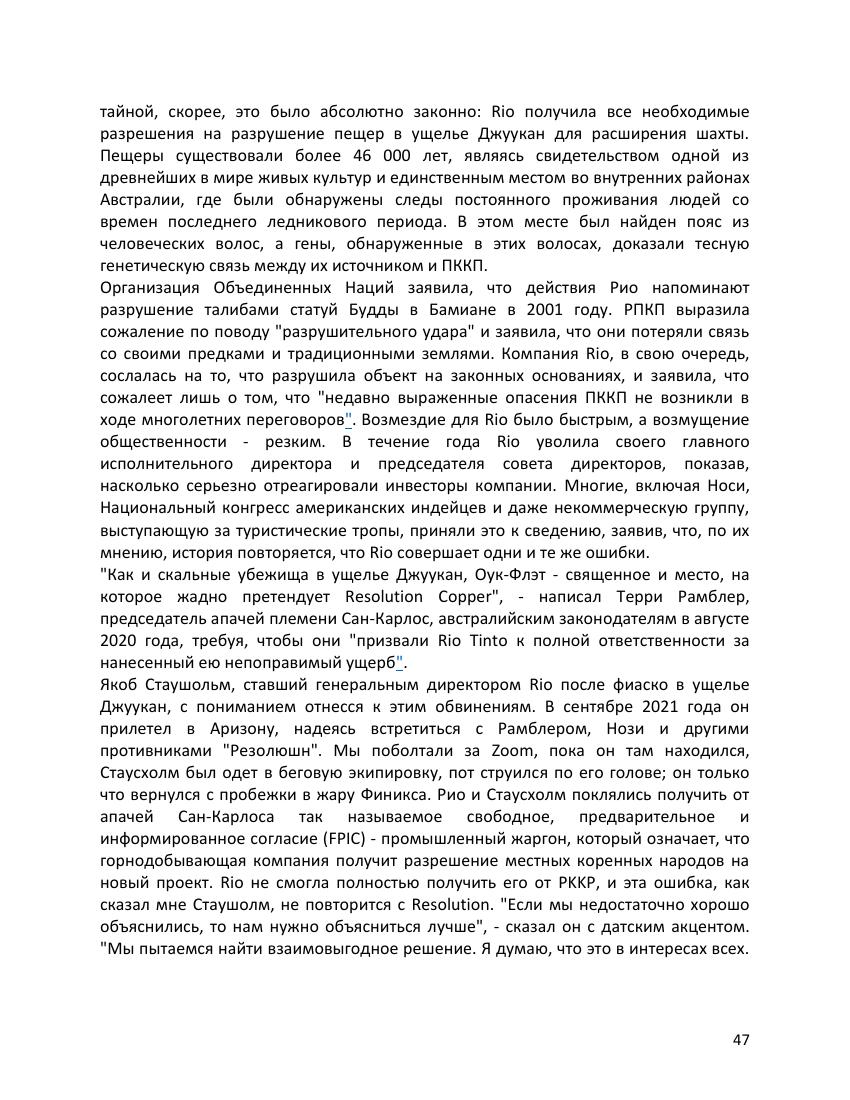 тайной, скорее, это было абсолютно законно: Rio получила все необходимые
разрешения на разрушение пещер в ущелье Джуукан для расширения шахты.
Пещеры существовали более 46 000 лет, являясь свидетельством одной из
древнейших в мире живых культур и единственным местом во внутренних районах
Австралии, где были обнаружены следы постоянного проживания людей со
времен последнего ледникового периода. В этом месте был найден пояс из
человеческих волос, а гены, обнаруженные в этих волосах, доказали тесную
генетическую связь между их источником и ПККП.
Организация Объединенных Наций заявила, что действия Рио напоминают
разрушение талибами статуй Будды в Бамиане в 2001 году. РПКП выразила
сожаление по поводу "разрушительного удара" и заявила, что они потеряли связь
со своими предками и традиционными землями. Компания Rio, в свою очередь,
сослалась на то, что разрушила объект на законных основаниях, и заявила, что
сожалеет лишь о том, что "недавно выраженные опасения ПККП не возникли в
ходе многолетних переговоров". Возмездие для Rio было быстрым, а возмущение
общественности - резким. В течение года Rio уволила своего главного
исполнительного директора и председателя совета директоров, показав,
насколько серьезно отреагировали инвесторы компании. Многие, включая Носи,
Национальный конгресс американских индейцев и даже некоммерческую группу,
выступающую за туристические тропы, приняли это к сведению, заявив, что, по их
мнению, история повторяется, что Rio совершает одни и те же ошибки.
"Как и скальные убежища в ущелье Джуукан, Оук-Флэт - священное и место, на
которое жадно претендует Resolution Copper", - написал Терри Рамблер,
председатель апачей племени Сан-Карлос, австралийским законодателям в августе
2020 года, требуя, чтобы они "призвали Rio Tinto к полной ответственности за
нанесенный ею непоправимый ущерб".
Якоб Стаушольм, ставший генеральным директором Rio после фиаско в ущелье
Джуукан, с пониманием отнесся к этим обвинениям. В сентябре 2021 года он
прилетел в Аризону, надеясь встретиться с Рамблером, Нози и другими
противниками "Резолюшн". Мы поболтали за Zoom, пока он там находился,
Стаусхолм был одет в беговую экипировку, пот струился по его голове; он только
что вернулся с пробежки в жару Финикса. Рио и Стаусхолм поклялись получить от
апачей Сан-Карлоса так называемое свободное, предварительное и
информированное согласие (FPIC) - промышленный жаргон, который означает, что
горнодобывающая компания получит разрешение местных коренных народов на
новый проект. Rio не смогла полностью получить его от PKKP, и эта ошибка, как
сказал мне Стаушолм, не повторится с Resolution. "Если мы недостаточно хорошо
объяснились, то нам нужно объясниться лучше", - сказал он с датским акцентом.
"Мы пытаемся найти взаимовыгодное решение. Я думаю, что это в интересах всех.
47